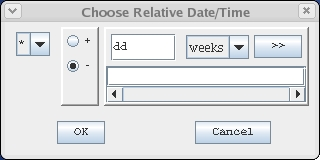 Choose Relative Date/Time
*
+
-
dd
weeks
>>
OK
Cancel